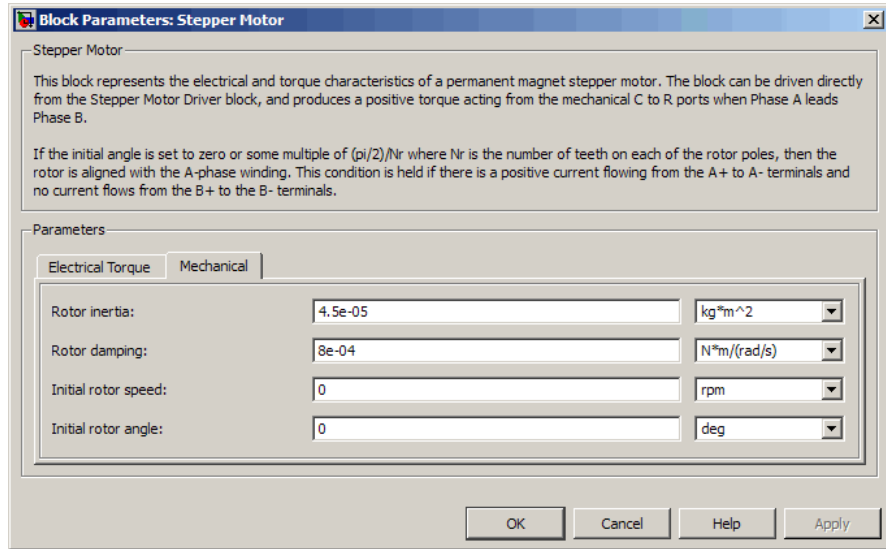 Block Parameters: Stepper Motor
Stepper Motor
This block represents the electrical and torque characteristics of a permanent magnet stepper motor. The block can be driven directly
from the Stepper Motor Driver block, and produces a positive torque acting from the mechanical C to R ports when Phase A leads
Phase B.
If the initial angle is set to zero or some multiple of (pi/2)/Nr where Nr is the number of teeth on each of the rotor poles, then the
rotor is aligned with the A-phase winding. This condition is held if there is a positive current flowing from the A+ to A- terminals and
no current flows from the B+ to the B- terminals.
Parameters
Electrical Torque Mechanical
Rotor inertia: 4.5e-05 kg*m^2
Rotor damping: 8e-04 N*m/(rad/s)
Initial rotor speed: 0 rpm
Initial rotor angle: 0 deg
OK Cancel Help Apply